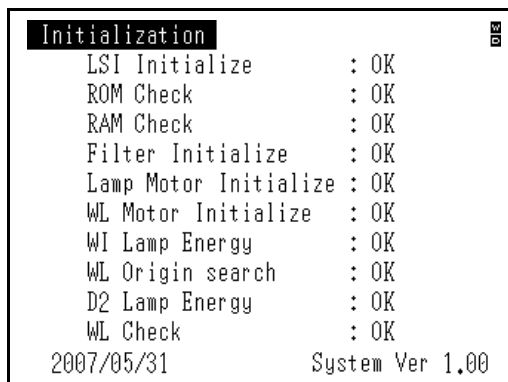 Initialization W D
LSI Initialize : OK
ROM Check : OK
RAM Check : OK
Filter Initialize : OK
Lamp Motor Initialize : OK
WL Motor Initialize : OK
WI Lamp Energy : OK
WL Origin search : OK
D2 Lamp Energy : OK
WL Check : OK
2007/05/31 System Ver 1.00